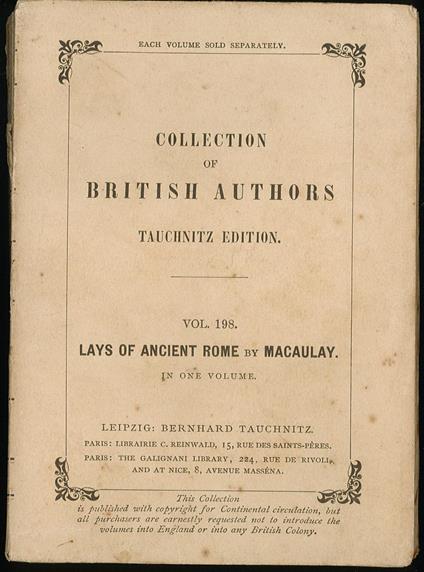 EACH VOLUME SOLD SEPARATELY.
COLLECTION
OF
BRITISH AUTHORS
TAUCHNITZ EDITION.
VOL. 198.
LAYS OF ANCIENT ROME BY MACAULAY.
IN ONE VOLUME.
LEIPZIG: BERNHARD TAUCHNITZ.
PARIS: LIBRAIRIE C. REINWALD, 15, RUE DES SAINTS-PÈRES.
PARIS: THE GALIGNANI LIBRARY, 224, RUE DE RIVOLI,
AND AT NICE, 8, AVENUE MASSÉNA.
This Collection
is published with copyright for Continental circulation, but
all purchasers are earnestly requested not to introduce the
volumes into England or into any British Colony.